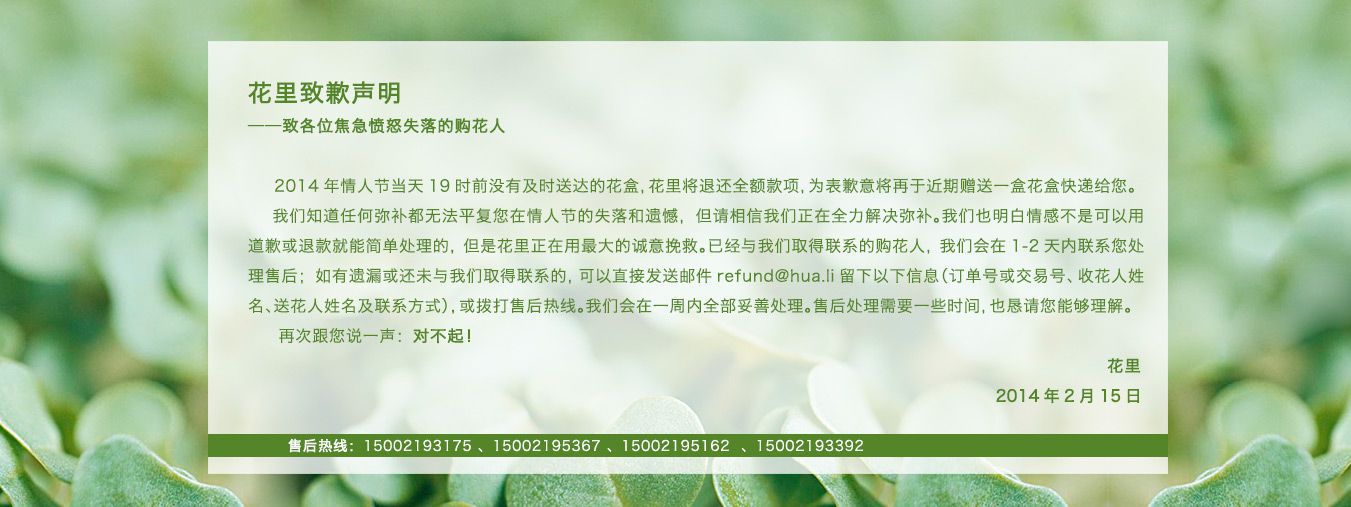 花里致歉声明
——致各位焦急愤怒失落的购花人
2014 年情人节当天 19 时前没有及时送达的花盒，花里将退还全额款项，为表歉意将再于近期赠送一盒花盒快递给您。
我们知道任何弥补都无法平复您在情人节的失落和遗憾，但请相信我们正在全力解决弥补。我们也明白情感不是可以用
道歉或退款就能简单处理的，但是花里正在用最大的诚意挽救。已经与我们取得联系的购花人，我们会在 1-2 天内联系您处
理售后；如有遗漏或还未与我们取得联系的，可以直接发送邮件 refund@hua.li 留下以下信息（订单号或交易号、收花人姓
名、送花人姓名及联系方式），或拨打售后热线。我们会在一周内全部妥善处理。售后处理需要一些时间，也恳请您能够理解。
再次跟您说一声：对不起！
花里
2014 年 2 月 15 日
售后热线：15002193175 、15002195367 、15002195162 、15002193392